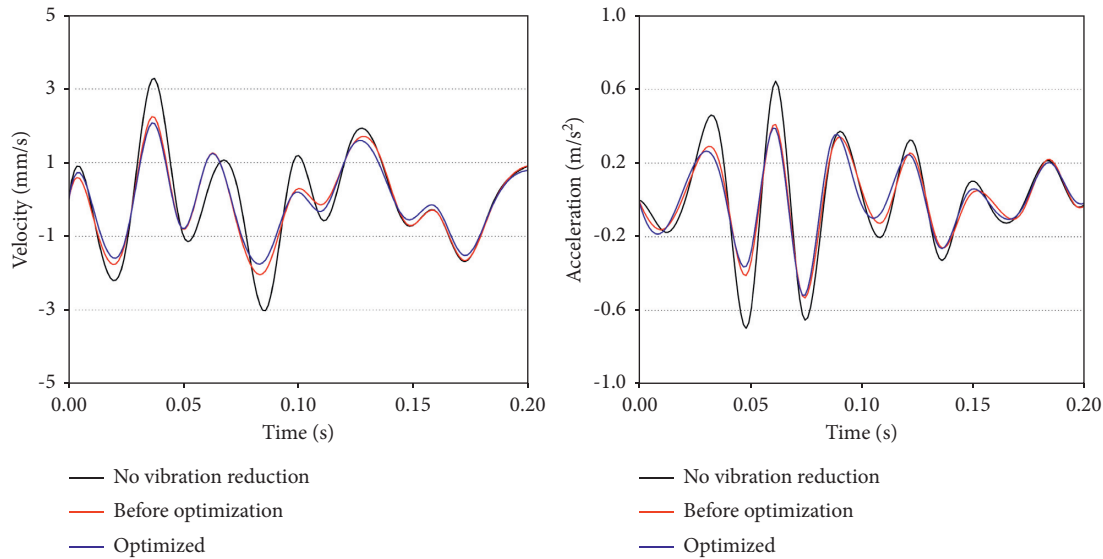 5
3
1
-1
-3
-5
Velocity (mm/s)
0.00 0.05 0.10 0.15 0.20
Time (s)
No vibration reduction
Before optimization
Optimized
1.0
0.6
0.2
-0.2
-0.6
-1.0
Acceleration (m/s²)
0.00 0.05 0.10 0.15 0.20
Time (s)
No vibration reduction
Before optimization
Optimized